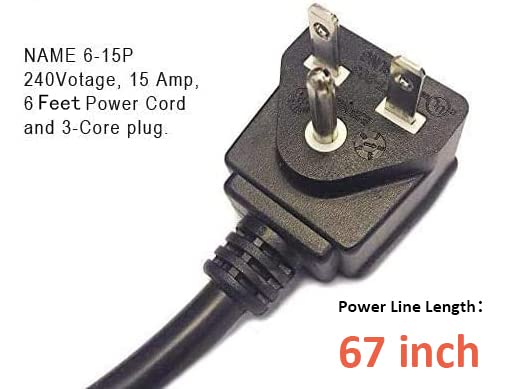 NAME 6-15P
240Votage, 15 Amp,
6 Feet Power Cord
and 3-Core plug.
Power Line Length:
67 inch